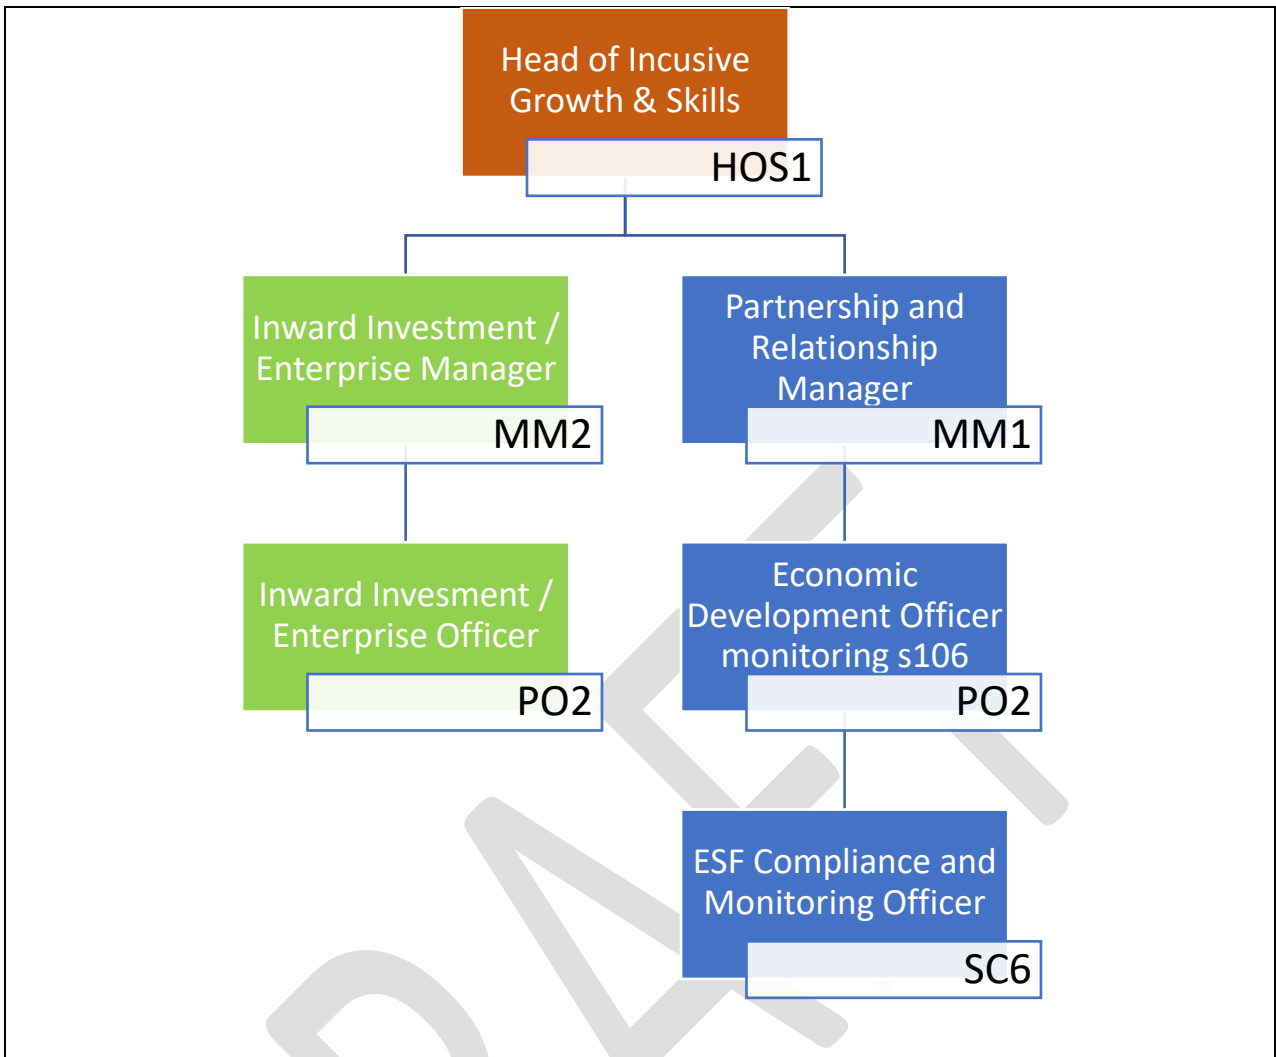 Head of Incusive
Growth & Skills
HOS1
Inward Investment /
Enterprise Manager
MM2
Partnership and
Relationship
Manager
MM1
Inward Invesment /
Enterprise Officer
PO2
Economic
Development Officer
monitoring s106
PO2
ESF Compliance and
Monitoring Officer
SC6
DRAFT